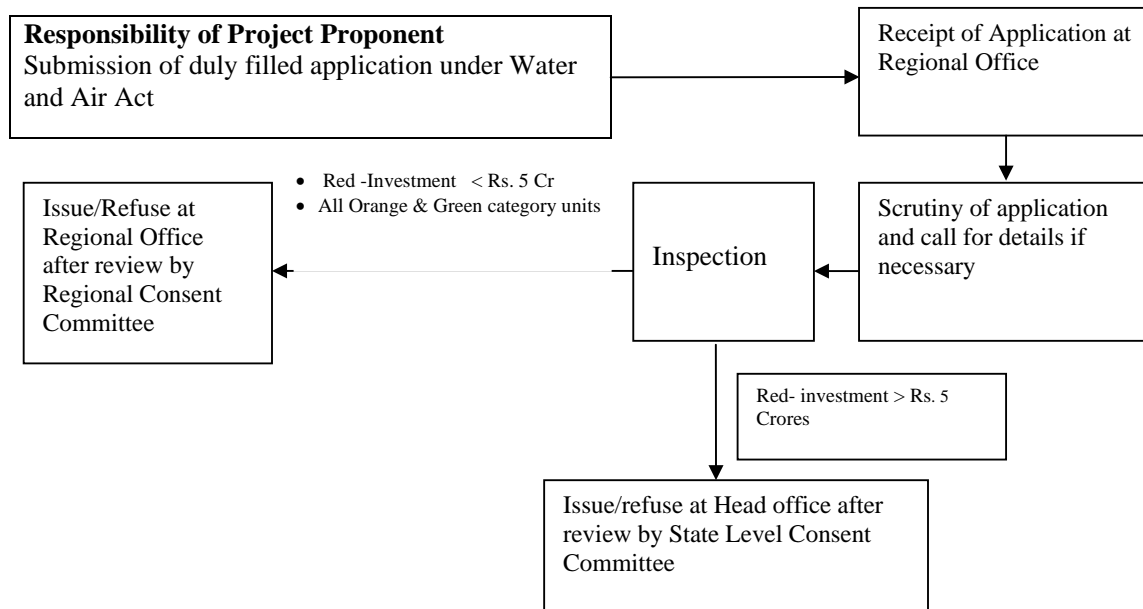 Responsibility of Project Proponent
Submission of duly filled application under Water
and Air Act
Receipt of Application at
Regional Office
Scrutiny of application
and call for details if
necessary
Inspection
• Red -Investment < Rs. 5 Cr
• All Orange & Green category units
Issue/Refuse at
Regional Office
after review by
Regional Consent
Committee
Red- investment > Rs. 5
Crores
Issue/refuse at Head office after
review by State Level Consent
Committee